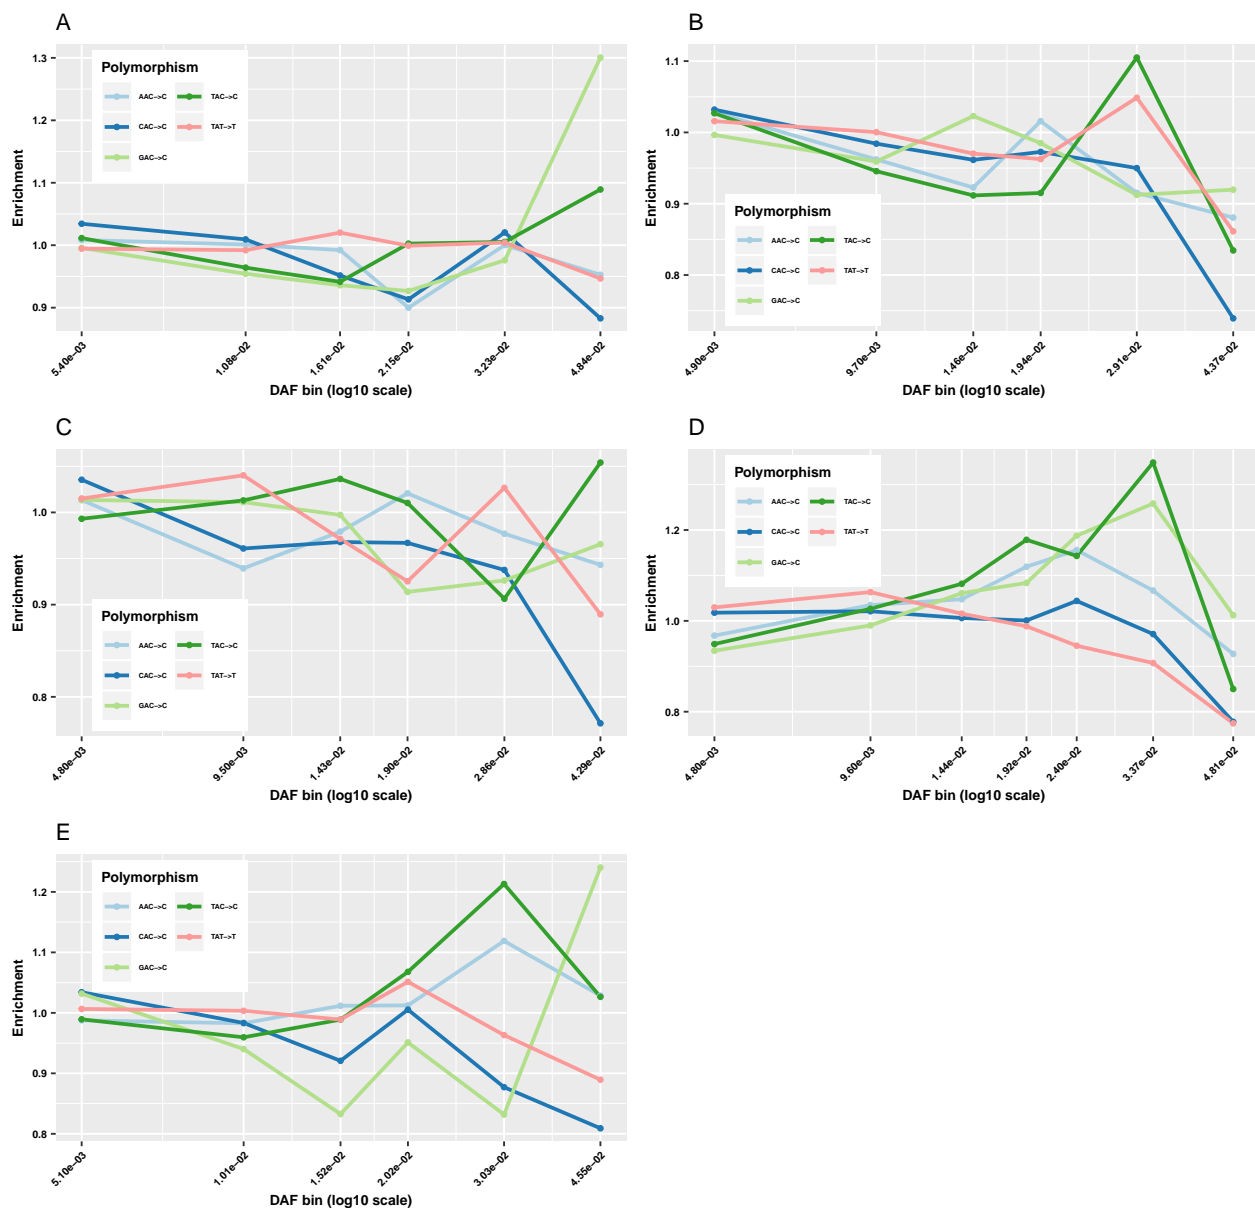 A
Enrichment
1.3
1.2
1.1
1.0
0.9
Polymorphism
AAC->C TAC->C
CAC->C TAT->T
GAC->C
5.40e-03 1.08e-02 1.61e-02 2.15e-02 3.23e-02 4.84e-02
DAF bin (log10 scale)
B
Enrichment
1.1
1.0
0.9
0.8
Polymorphism
AAC->C TAC->C
CAC->C TAT->T
GAC->C
4.90e-03 9.70e-03 1.46e-02 1.94e-02 2.91e-02 4.37e-02
DAF bin (log10 scale)
C
Enrichment
1.0
0.9
0.8
Polymorphism
AAC->C TAC->C
CAC->C TAT->T
GAC->C
4.80e-03 9.50e-03 1.43e-02 1.90e-02 2.86e-02 4.29e-02
DAF bin (log10 scale)
D
Enrichment
1.2
1.0
0.8
Polymorphism
AAC->C TAC->C
CAC->C TAT->T
GAC->C
4.80e-03 9.60e-03 1.44e-02 1.92e-02 2.40e-02 3.37e-02 4.81e-02
DAF bin (log10 scale)
E
Enrichment
1.2
1.1
1.0
0.9
0.8
Polymorphism
AAC->C TAC->C
CAC->C TAT->T
GAC->C
5.10e-03 1.01e-02 1.52e-02 2.02e-02 3.03e-02 4.55e-02
DAF bin (log10 scale)